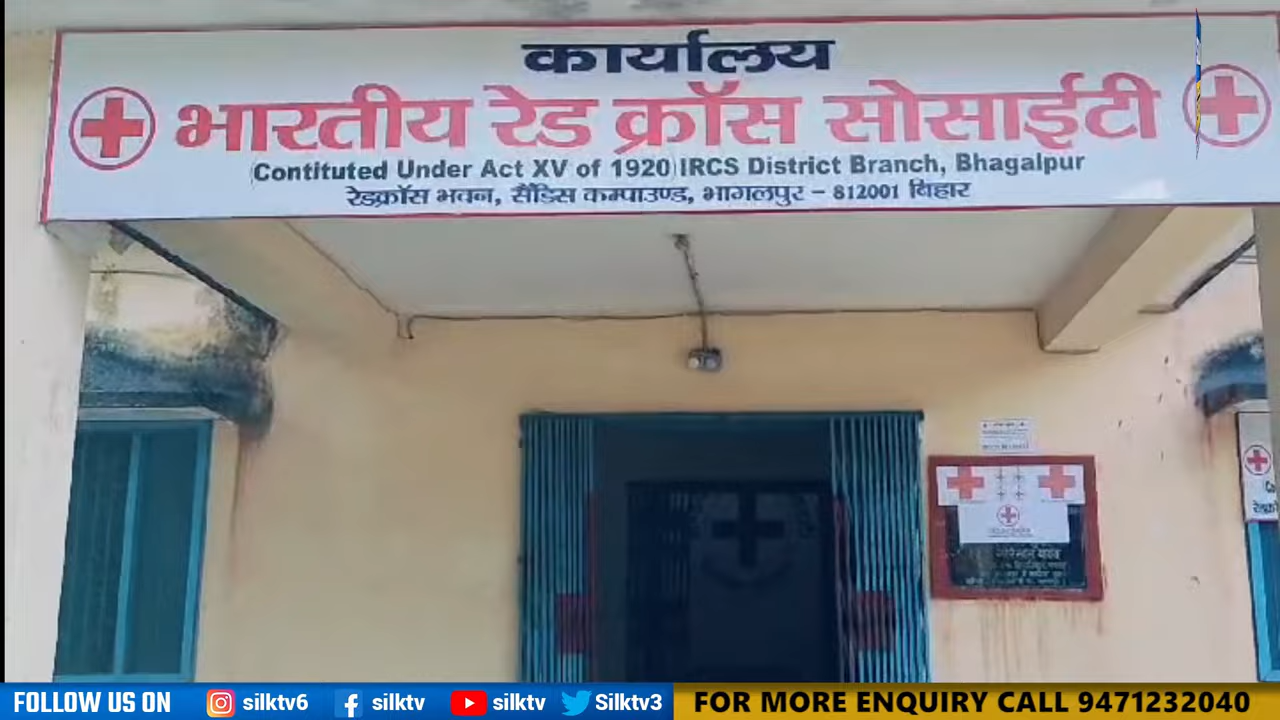 कार्यालय
भारतीय रेड क्रॉस सोसाईटी
(Contituted Under Act XV of 1920) IRCS District Branch, Bhagalpur
रेडक्रॉस भवन, सैंडिस कम्पाउण्ड, भागलपुर – 812001 बिहार
FOLLOW US ON silktv6 silktv silktv Silktv3
FOR MORE ENQUIRY CALL 9471232040